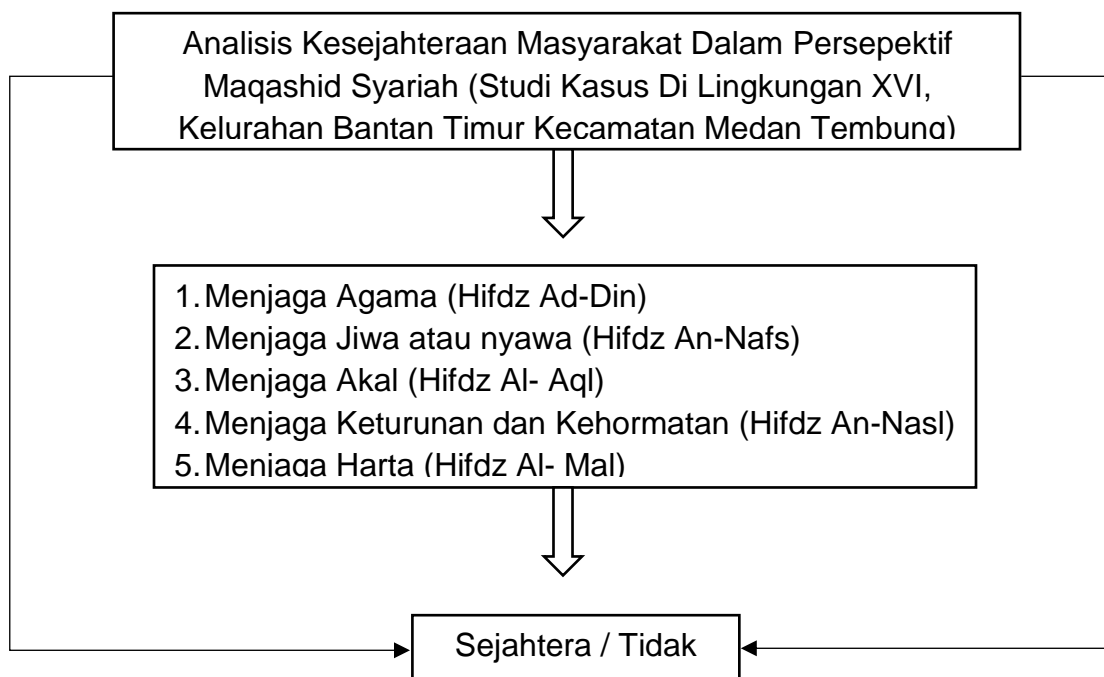 Analisis Kesejahteraan Masyarakat Dalam Persepektif
Maqashid Syariah (Studi Kasus Di Lingkungan XVI,
Kelurahan Bantan Timur Kecamatan Medan Tembung)
1. Menjaga Agama (Hifdz Ad-Din)
2. Menjaga Jiwa atau nyawa (Hifdz An-Nafs)
3. Menjaga Akal (Hifdz Al- Aql)
4. Menjaga Keturunan dan Kehormatan (Hifdz An-Nasl)
5. Menjaga Harta (Hifdz Al- Mal)
Sejahtera / Tidak